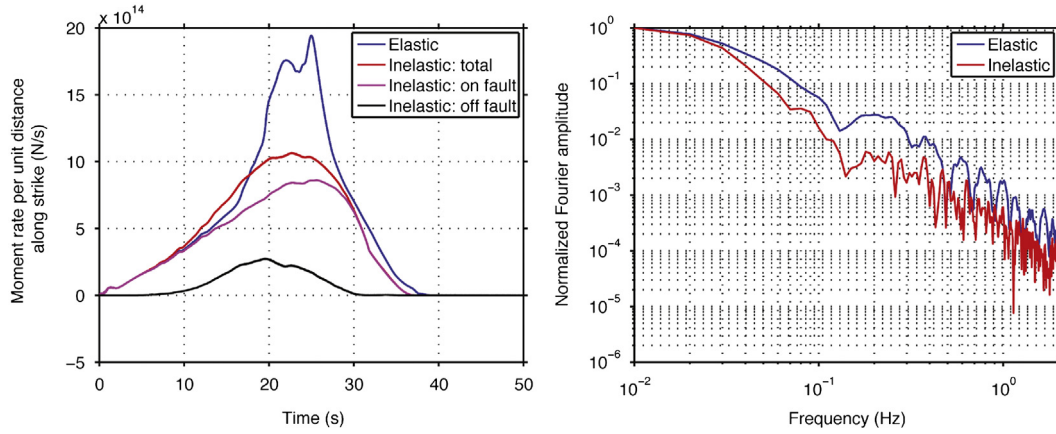 x 10^14
20
15
10
5
0
−5
0
10
20
30
40
50
Time (s)
Moment rate per unit distance
along strike (N/s)
Elastic
Inelastic: total
Inelastic: on fault
Inelastic: off fault
10^0
10^-1
10^-2
10^-3
10^-4
10^-5
10^-6
10^-2
10^-1
10^0
Frequency (Hz)
Normalized Fourier amplitude
Elastic
Inelastic